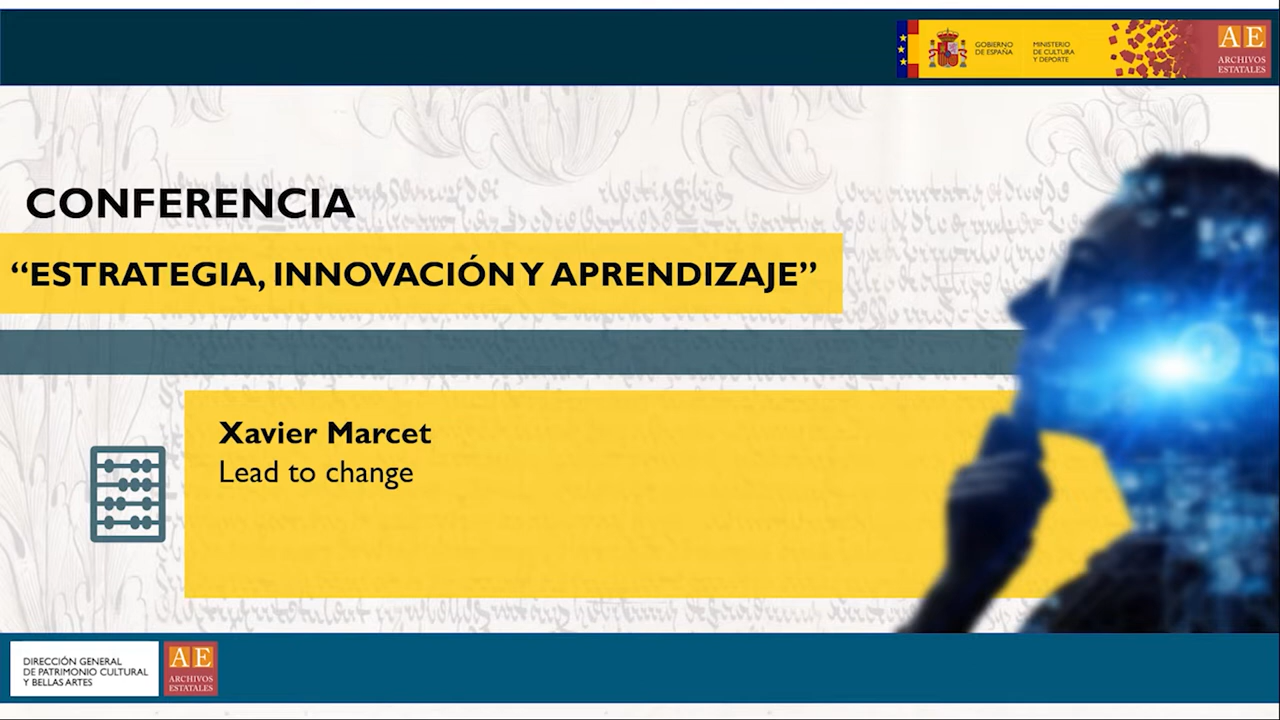 GOBIERNO
DE ESPAÑA
MINISTERIO
DE CULTURA
Y DEPORTE
AE
ARCHIVOS
ESTATALES
CONFERENCIA
“ESTRATEGIA, INNOVACIÓN Y APRENDIZAJE”
Xavier Marcet
Lead to change
DIRECCIÓN GENERAL
DE PATRIMONIO CULTURAL
Y BELLAS ARTES
AE
ARCHIVOS
ESTATALES